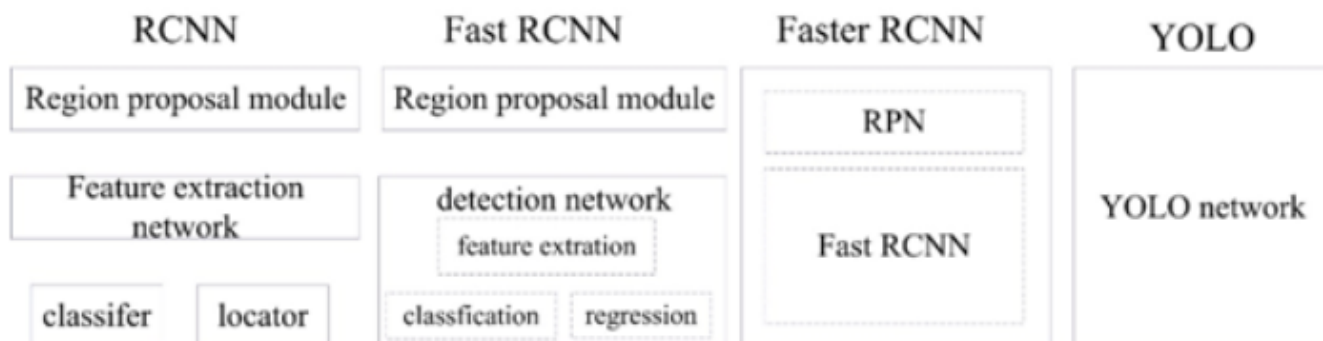 RCNN
Region proposal module
Feature extraction
network
classifer
locator
Fast RCNN
Region proposal module
detection network
feature extration
classfication
regression
Faster RCNN
RPN
Fast RCNN
YOLO
YOLO network